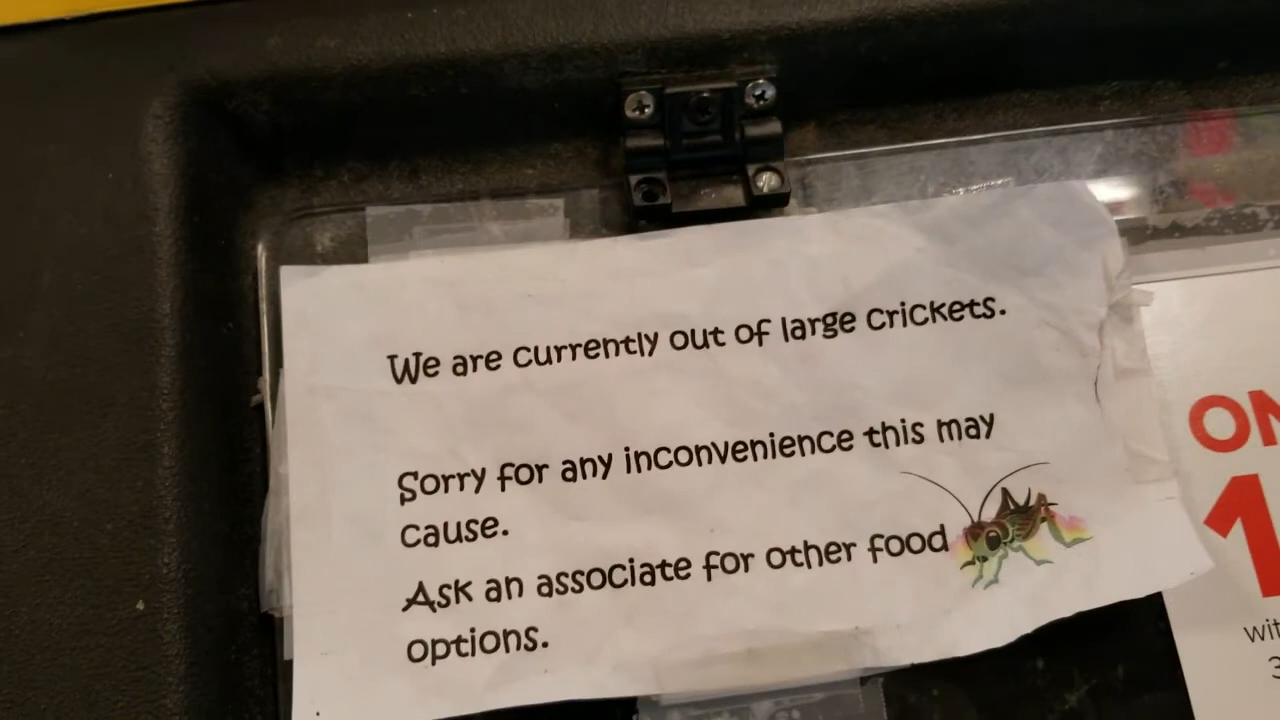 We are currently out of large crickets.
Sorry for any inconvenience this may
cause.
Ask an associate for other food
options.